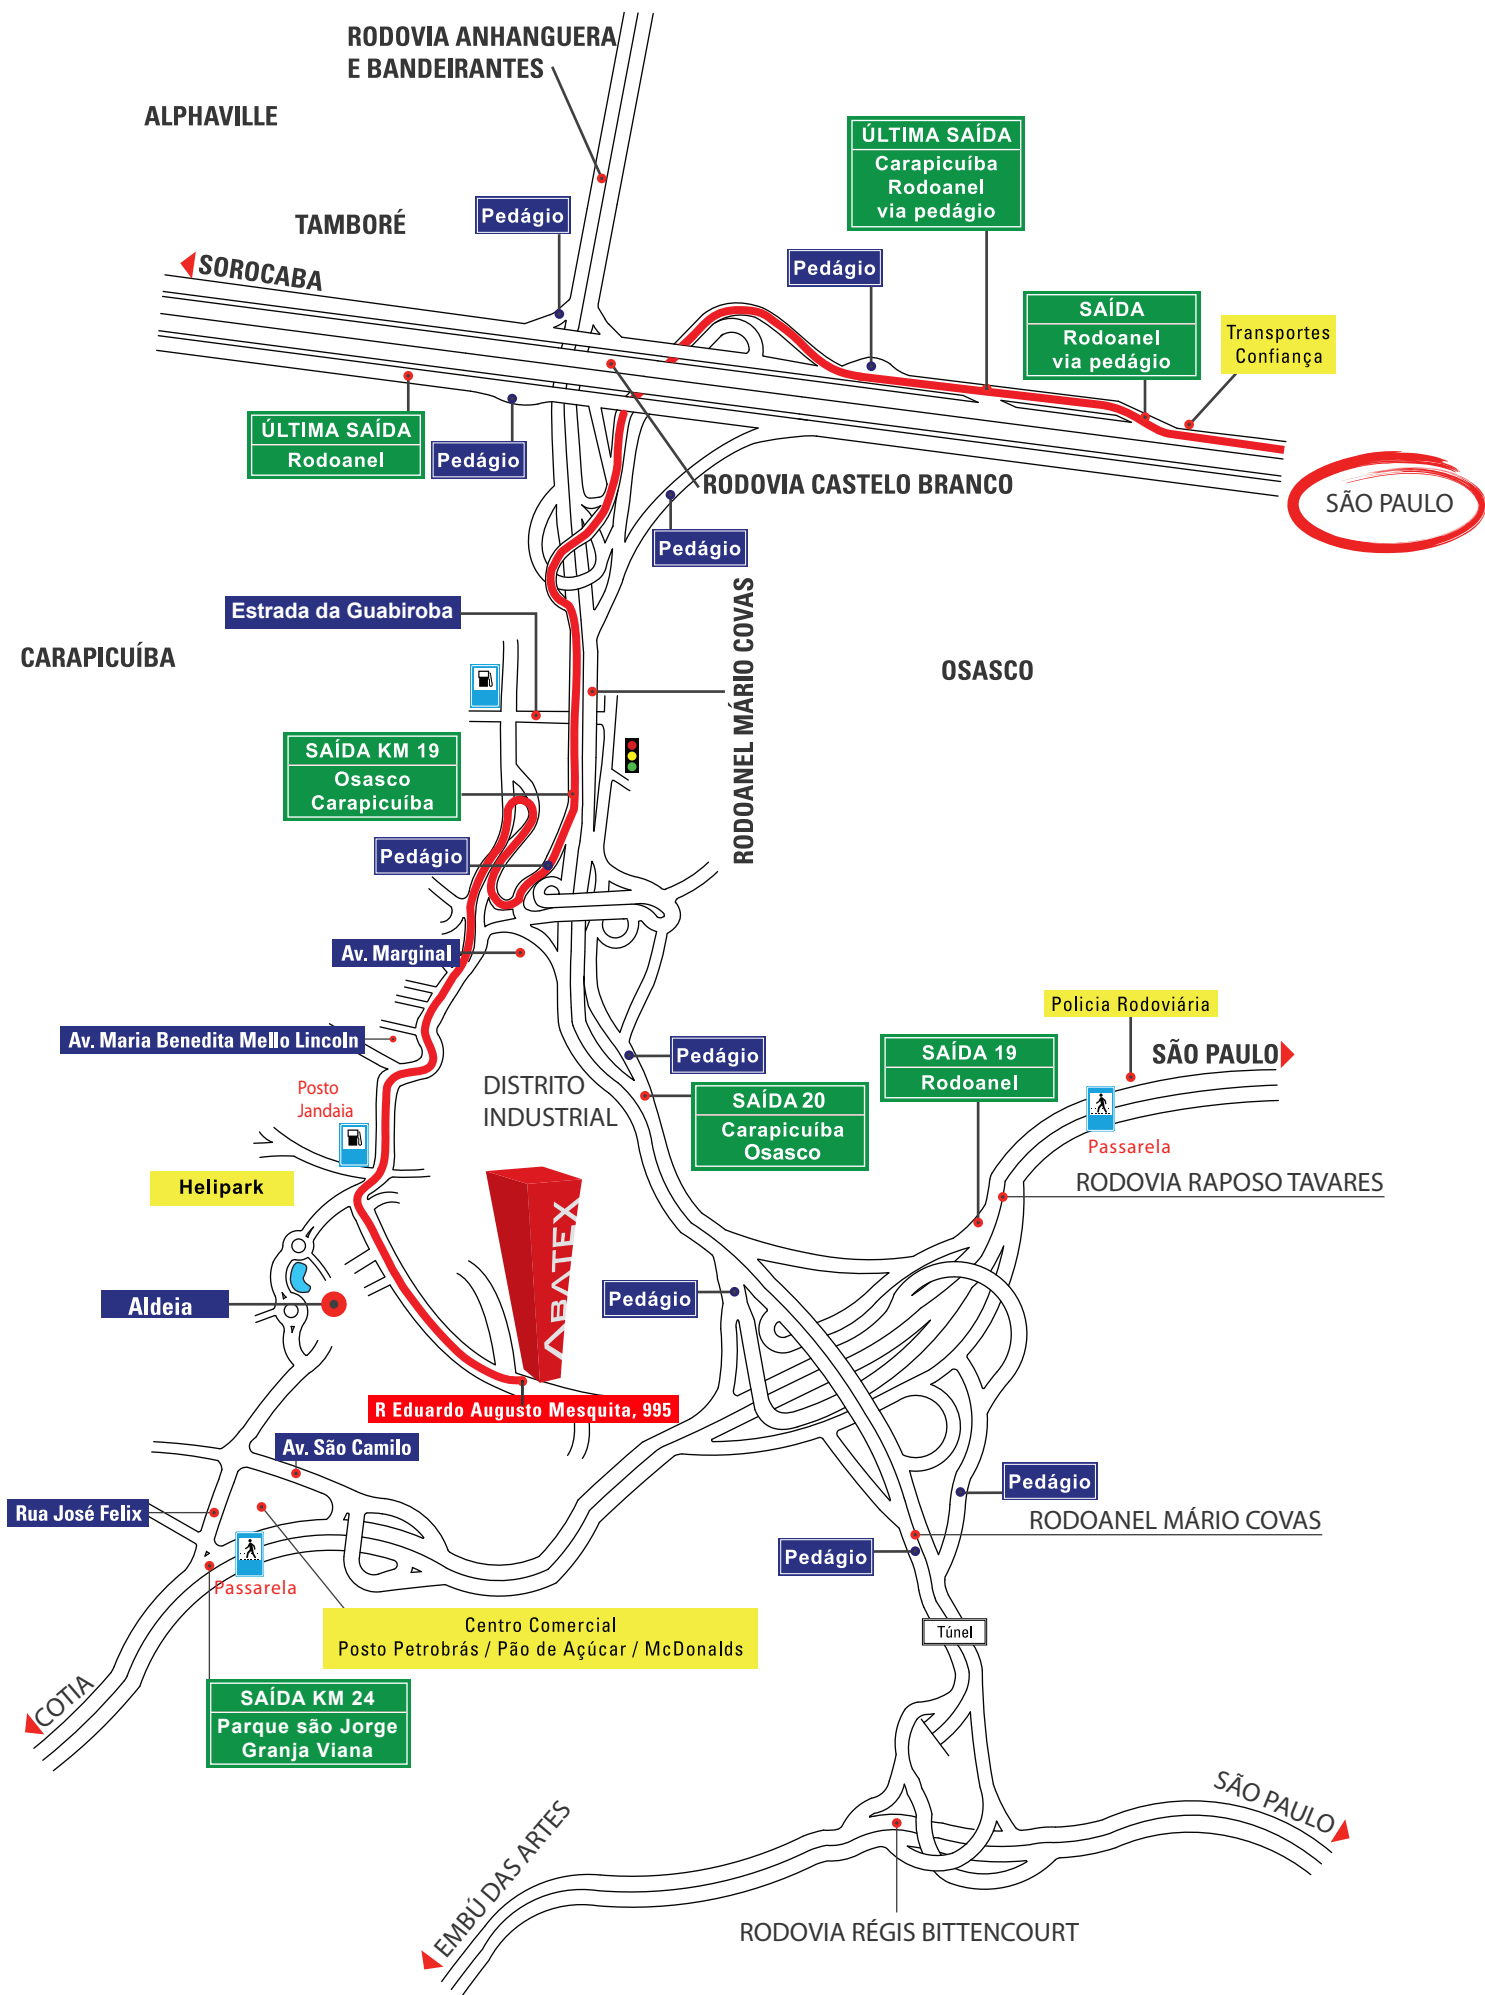 RODOVIA ANHANGUERA
E BANDEIRANTES
ALPHAVILLE
ÚLTIMA SAÍDA
Carapicuíba
Rodoanel
via pedágio
Pedágio
TAMBORÉ
SOROCABA
Pedágio
SAÍDA
Rodoanel
via pedágio
Transportes
Confiança
ÚLTIMA SAÍDA
Rodoanel
Pedágio
RODOVIA CASTELO BRANCO
SÃO PAULO
Pedágio
Estrada da Guabiroba
RODOANEL MÁRIO COVAS
CARAPICUÍBA
OSASCO
SAÍDA KM 19
Osasco
Carapicuíba
Pedágio
Av. Marginal
Policia Rodoviária
Av. Maria Benedita Mello Lincoln
Pedágio
SAÍDA 19
Rodoanel
SÃO PAULO
Posto
Jandaia
DISTRITO
INDUSTRIAL
SAÍDA 20
Carapicuíba
Osasco
Passarela
Helipark
RODOVIA RAPOSO TAVARES
ABATEX
Aldeia
Pedágio
R Eduardo Augusto Mesquita, 995
Av. São Camilo
Pedágio
Rua José Felix
RODOANEL MÁRIO COVAS
Pedágio
Passarela
Centro Comercial
Posto Petrobrás / Pão de Açúcar / McDonalds
Túnel
COTIA
SAÍDA KM 24
Parque são Jorge
Granja Viana
SÃO PAULO
EMBÚ DAS ARTES
RODOVIA RÉGIS BITTENCOURT